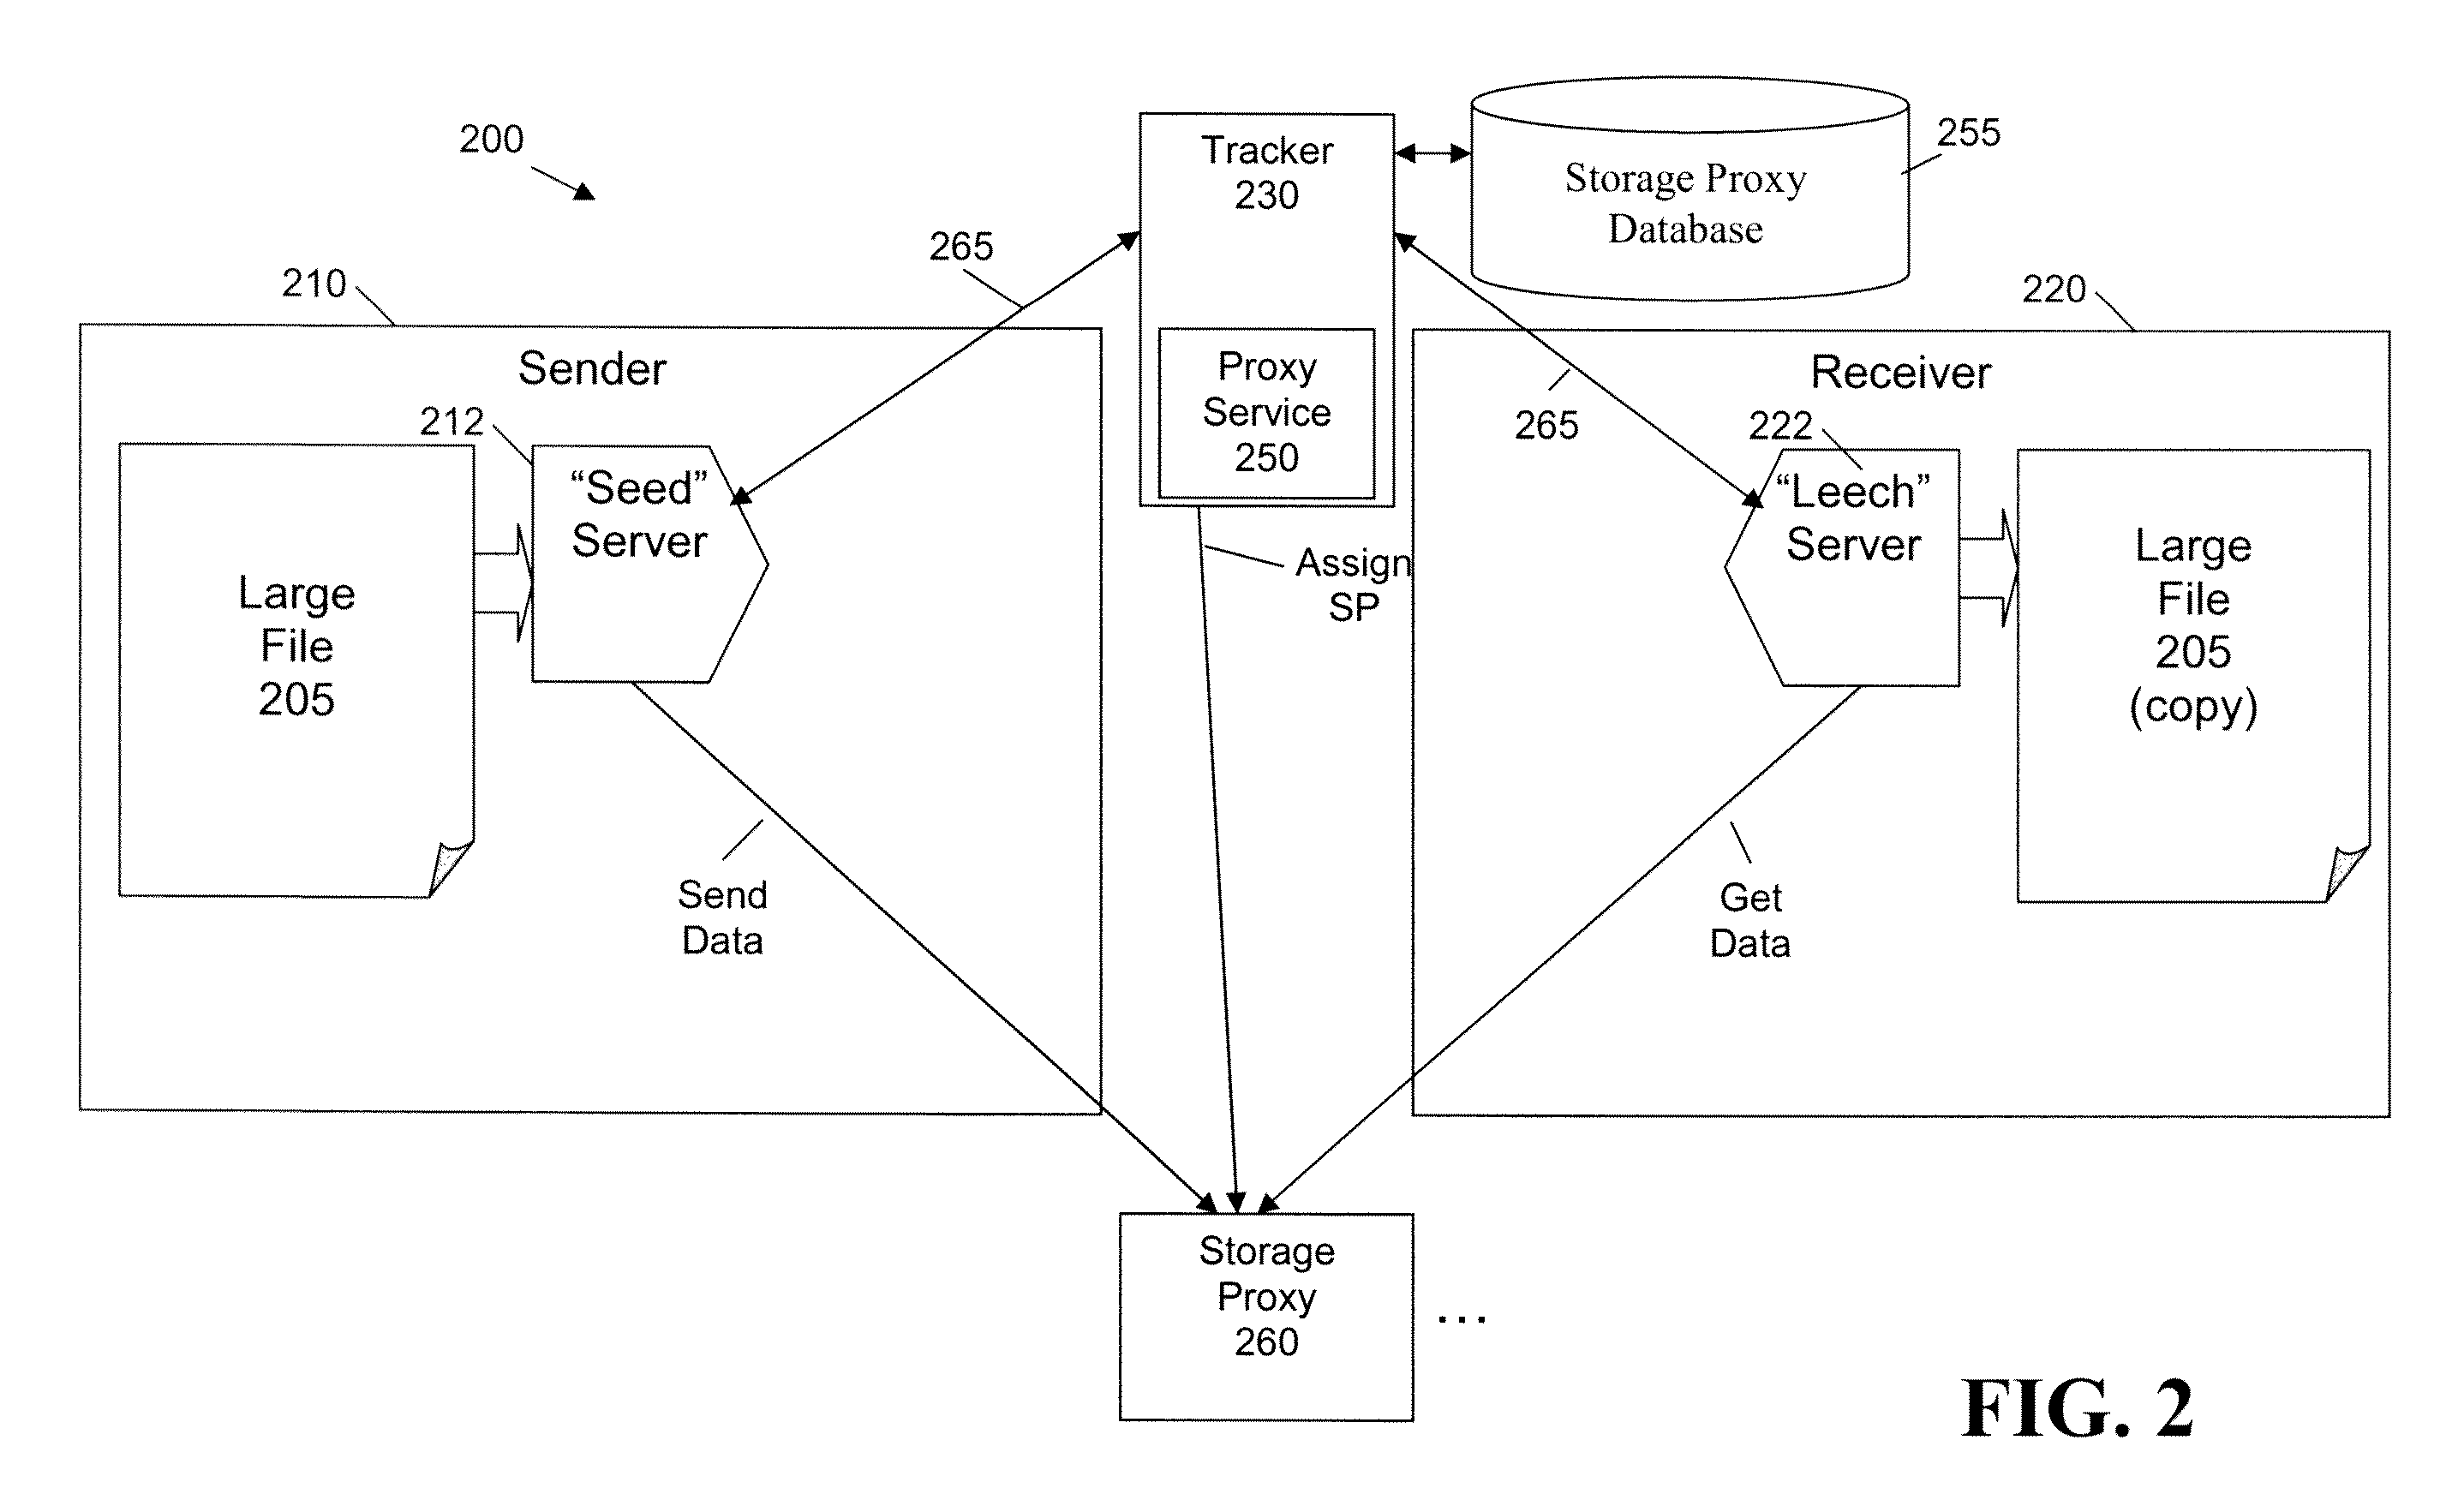 200
Tracker
230
Storage Proxy
Database
255
265
210
220
Sender
212
“Seed”
Server
Large
File
205
Proxy
Service
250
265
Receiver
222
“Leech”
Server
Large
File
205
(copy)
Assign
SP
Send
Data
Get
Data
Storage
Proxy
260
...
FIG. 2